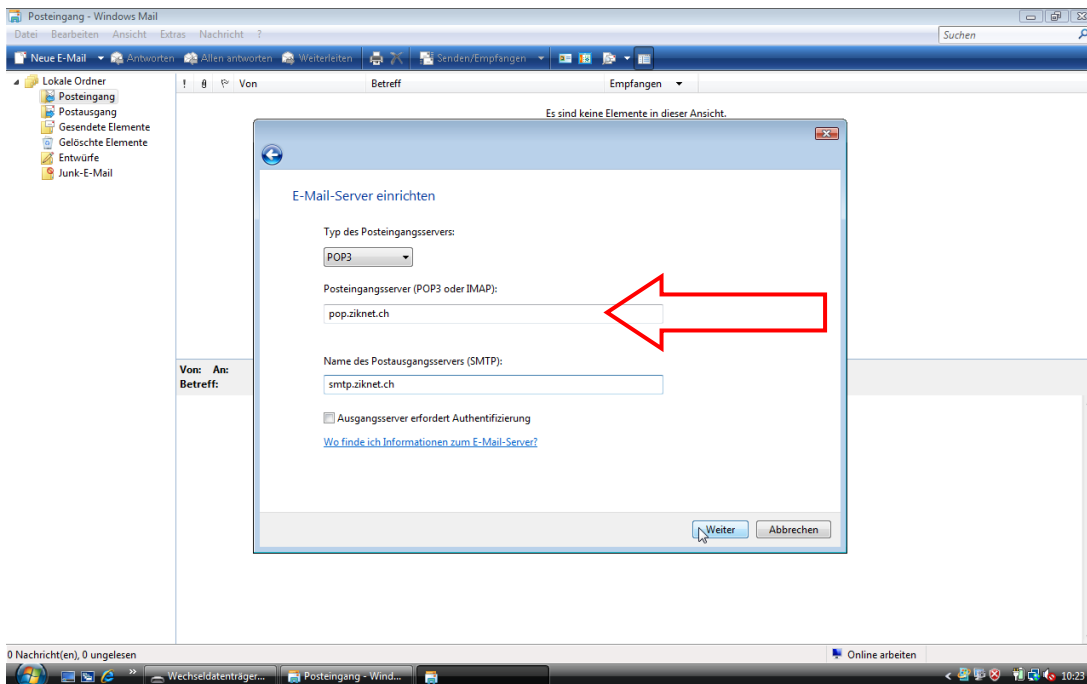 Posteingang - Windows Mail
Datei Bearbeiten Ansicht Extras Nachricht ?
Suchen
Neue E-Mail Antworten Allen antworten Weiterleiten Senden/Empfangen
Lokale Ordner
Posteingang
Postausgang
Gesendete Elemente
Gelöschte Elemente
Entwürfe
Junk-E-Mail
! Von Betreff Empfangen
Es sind keine Elemente in dieser Ansicht.
E-Mail-Server einrichten
Typ des Posteingangsservers:
POP3
Posteingangsserver (POP3 oder IMAP):
pop.ziknet.ch
Name des Postausgangsservers (SMTP):
smtp.ziknet.ch
Ausgangsserver erfordert Authentifizierung
Wo finde ich Informationen zum E-Mail-Server?
Weiter Abbrechen
Von: An:
Betreff:
0 Nachricht(en), 0 ungelesen
Online arbeiten
Wechseldatenträger... Posteingang - Wind... 10:23